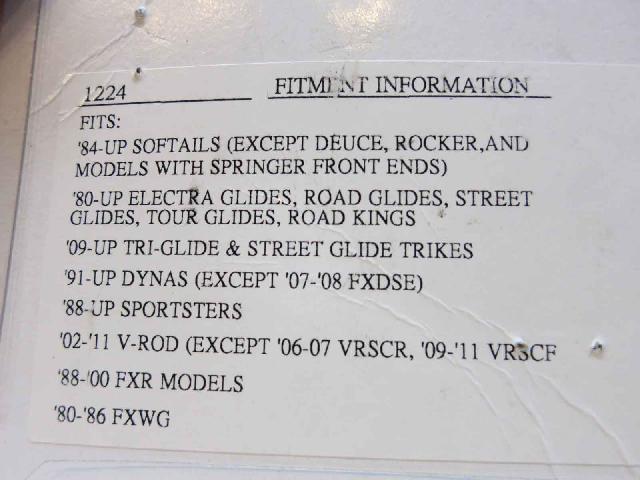 1224 FITMENT INFORMATION
FITS:
'84-UP SOFTAILS (EXCEPT DEUCE, ROCKER,AND
MODELS WITH SPRINGER FRONT ENDS)
'80-UP ELECTRA GLIDES, ROAD GLIDES, STREET
GLIDES, TOUR GLIDES, ROAD KINGS
'09-UP TRI-GLIDE & STREET GLIDE TRIKES
'91-UP DYNAS (EXCEPT '07-'08 FXDSE)
'88-UP SPORTSTERS
'02-'11 V-ROD (EXCEPT '06-07 VRSCR, '09-'11 VRSCF
'88-'00 FXR MODELS
'80-'86 FXWG